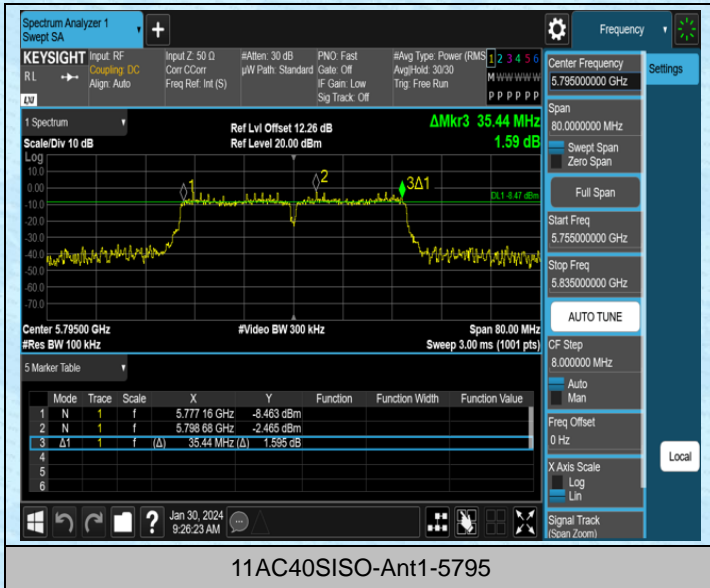 Spectrum Analyzer 1
Swept SA
+
Frequency
KEYSIGHT Input: RF Input Z: 50 Ω #Atten: 30 dB PNO: Fast #Avg Type: Power (RMS 1 2 3 4 5 6
RL Coupling: DC Corr CCorr µW Path: Standard Gate: Off Avg|Hold: 30/30 M W W W W W
Align: Auto Freq Ref: Int (S) IF Gain: Low Trig: Free Run
Sig Track: Off P P P P P P
LXI
1 Spectrum
Ref Lvl Offset 12.26 dB
ΔMkr3 35.44 MHz
Scale/Div 10 dB
Ref Level 20.00 dBm
1.59 dB
Log
10.0
0.00
-10.0
-20.0
-30.0
-40.0
-50.0
-60.0
-70.0
1
2
3Δ1
DL1 -8.47 dBm
Center 5.79500 GHz #Video BW 300 kHz Span 80.00 MHz
#Res BW 100 kHz Sweep 3.00 ms (1001 pts)
5 Marker Table
Mode Trace Scale X Y Function Function Width Function Value
1 N 1 f 5.777 16 GHz -8.463 dBm
2 N 1 f 5.798 68 GHz -2.465 dBm
3 Δ1 1 f (Δ) 35.44 MHz (Δ) 1.595 dB
4
5
6
Center Frequency
5.795000000 GHz
Settings
Span
80.0000000 MHz
Swept Span
Zero Span
Full Span
Start Freq
5.755000000 GHz
Stop Freq
5.835000000 GHz
AUTO TUNE
CF Step
8.000000 MHz
Auto
Man
Freq Offset
0 Hz
X Axis Scale
Log
Lin
Local
Signal Track
(Span Zoom)
?
Jan 30, 2024
9:26:23 AM
11AC40SISO-Ant1-5795